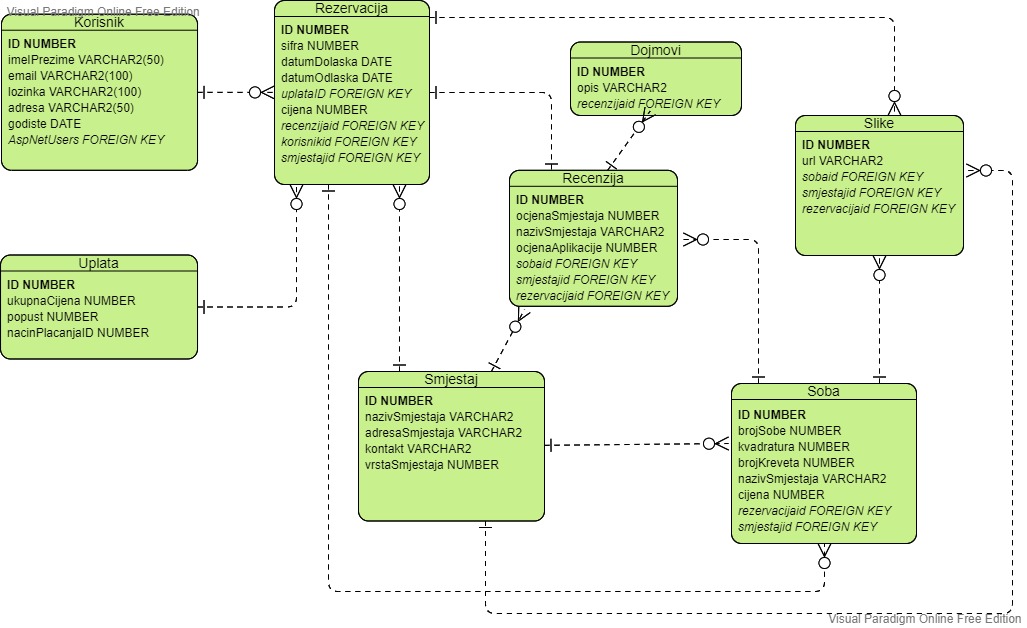 Visual Paradigm Online Free Edition
Korisnik
ID NUMBER
imeIPrezime VARCHAR2(50)
email VARCHAR2(100)
lozinka VARCHAR2(100)
adresa VARCHAR2(50)
godiste DATE
AspNetUsers FOREIGN KEY
Rezervacija
ID NUMBER
sifra NUMBER
datumDolaska DATE
datumOdlaska DATE
uplataID FOREIGN KEY
cijena NUMBER
recenzijaid FOREIGN KEY
korisnikid FOREIGN KEY
smjestajid FOREIGN KEY
Dojmovi
ID NUMBER
opis VARCHAR2
recenzijaid FOREIGN KEY
Slike
ID NUMBER
url VARCHAR2
sobaid FOREIGN KEY
smjestajid FOREIGN KEY
rezervacijaid FOREIGN KEY
Recenzija
ID NUMBER
ocjenaSmjestaja NUMBER
nazivSmjestaja VARCHAR2
ocjenaAplikacije NUMBER
sobaid FOREIGN KEY
smjestajid FOREIGN KEY
rezervacijaid FOREIGN KEY
Uplata
ID NUMBER
ukupnaCijena NUMBER
popust NUMBER
nacinPlacanjaID NUMBER
Smjestaj
ID NUMBER
nazivSmjestaja VARCHAR2
adresaSmjestaja VARCHAR2
kontakt VARCHAR2
vrstaSmjestaja NUMBER
Soba
ID NUMBER
brojSobe NUMBER
kvadratura NUMBER
brojKreveta NUMBER
nazivSmjestaja VARCHAR2
cijena NUMBER
rezervacijaid FOREIGN KEY
smjestajid FOREIGN KEY
Visual Paradigm Online Free Edition